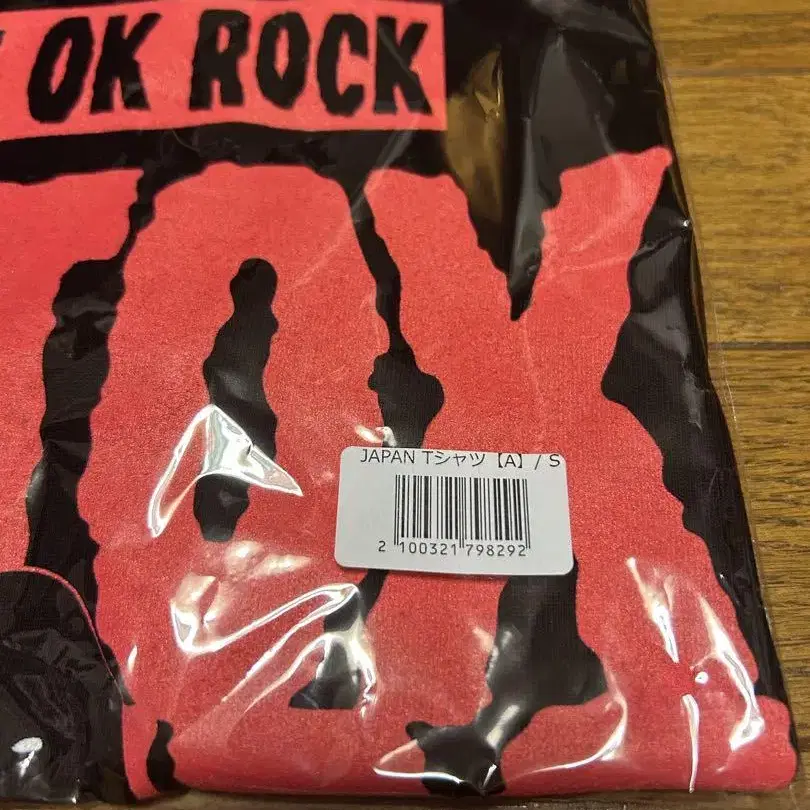 OK ROCK
JAPAN Tシャツ【A】/ S
2 100321 798292